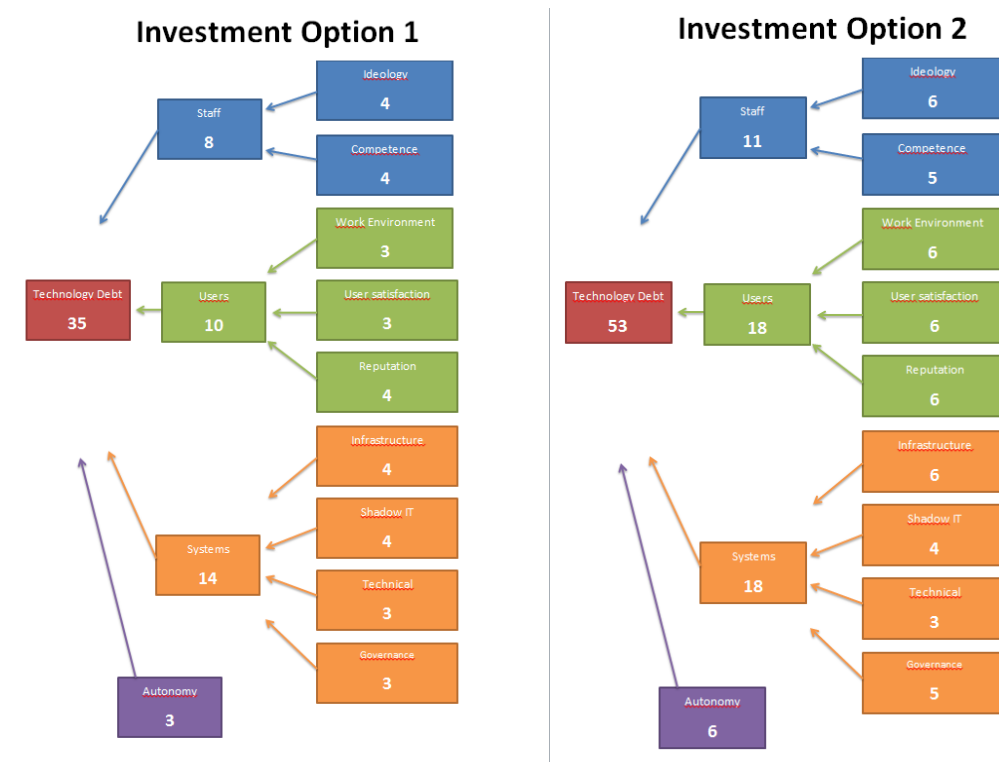 Investment Option 1
Ideology
4
Staff
8
Competence
4
Work Environment
3
Technology Debt
35
Users
10
User satisfaction
3
Reputation
4
Infrastructure
4
Shadow IT
4
Systems
14
Technical
3
Governance
3
Autonomy
3
Investment Option 2
Ideology
6
Staff
11
Competence
5
Work Environment
6
Technology Debt
53
Users
18
User satisfaction
6
Reputation
6
Infrastructure
6
Shadow IT
4
Systems
18
Technical
3
Governance
5
Autonomy
6